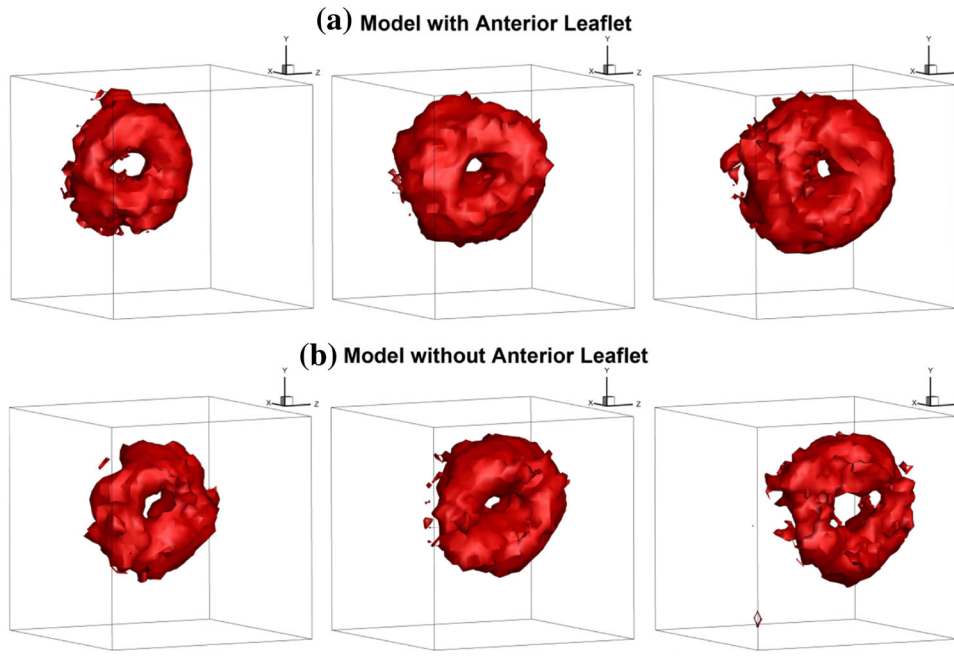 (a) Model with Anterior Leaflet
Y
X Z
Y
X Z
Y
X Z
(b) Model without Anterior Leaflet
Y
X Z
Y
X Z
Y
X Z